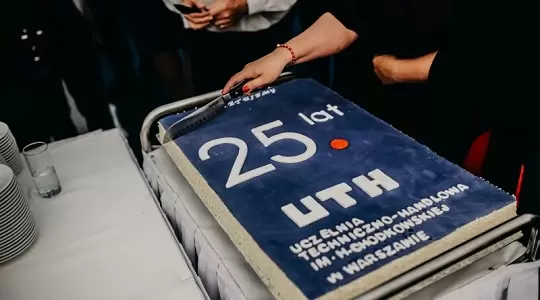 25 lat
UTH
UCZELNIA
TECHNICZNO-HANDLOWA
IM. H.CHODKOWSKIEJ
W WARSZAWIE